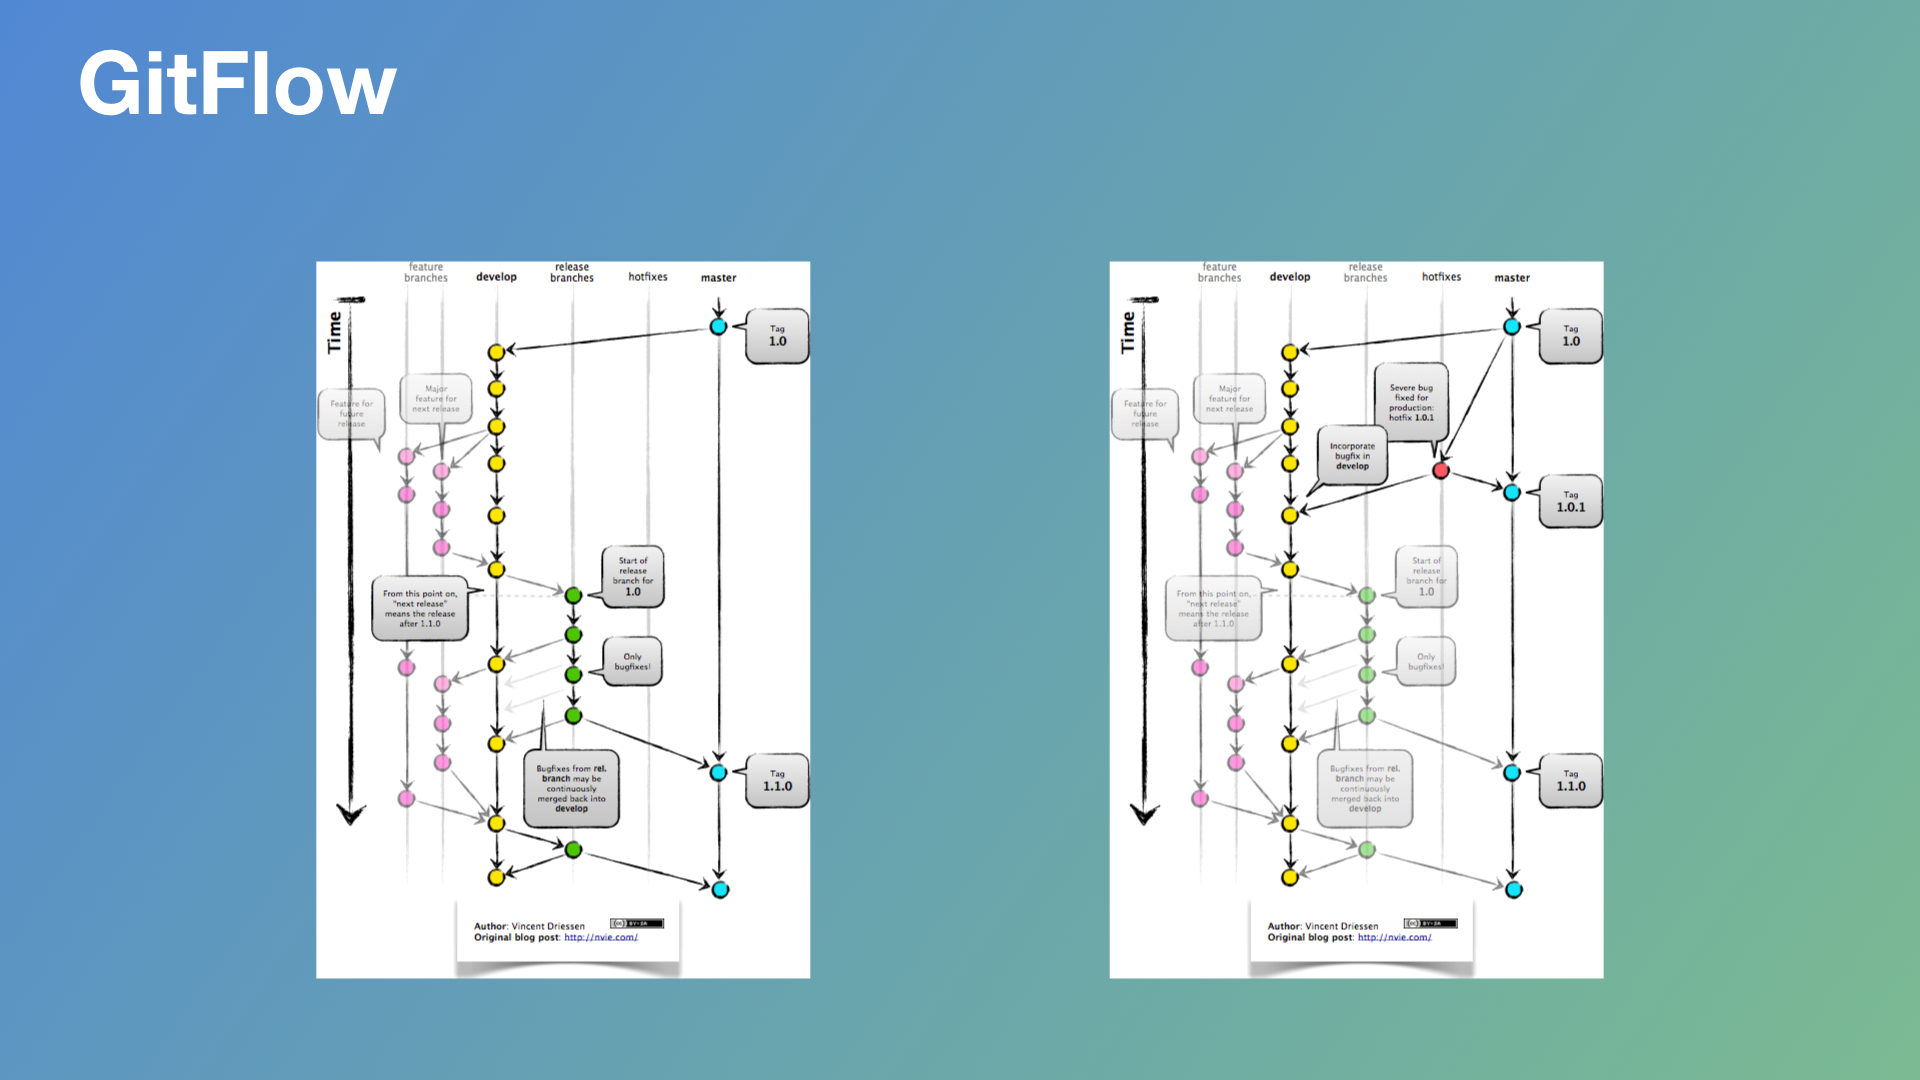 GitFlow
feature
branches
develop
release
branches
hotfixes
master
Time
Tag
1.0
Feature for
future
release
Major
feature for
next release
Start of
release
branch for
1.0
From this point on,
“next release”
means the release
after 1.1.0
Only
bugfixes!
Bugfixes from rel.
branch may be
continuously
merged back into
develop
Tag
1.1.0
Author: Vincent Driessen
Original blog post: http://nvie.com/
(cc) BY-SA
feature
branches
develop
release
branches
hotfixes
master
Time
Tag
1.0
Feature for
future
release
Major
feature for
next release
Severe bug
fixed for
production:
hotfix 1.0.1
Incorporate
bugfix in
develop
Tag
1.0.1
Start of
release
branch for
1.0
From this point on,
“next release”
means the release
after 1.1.0
Only
bugfixes!
Bugfixes from rel.
branch may be
continuously
merged back into
develop
Tag
1.1.0
Author: Vincent Driessen
Original blog post: http://nvie.com/
(cc) BY-SA